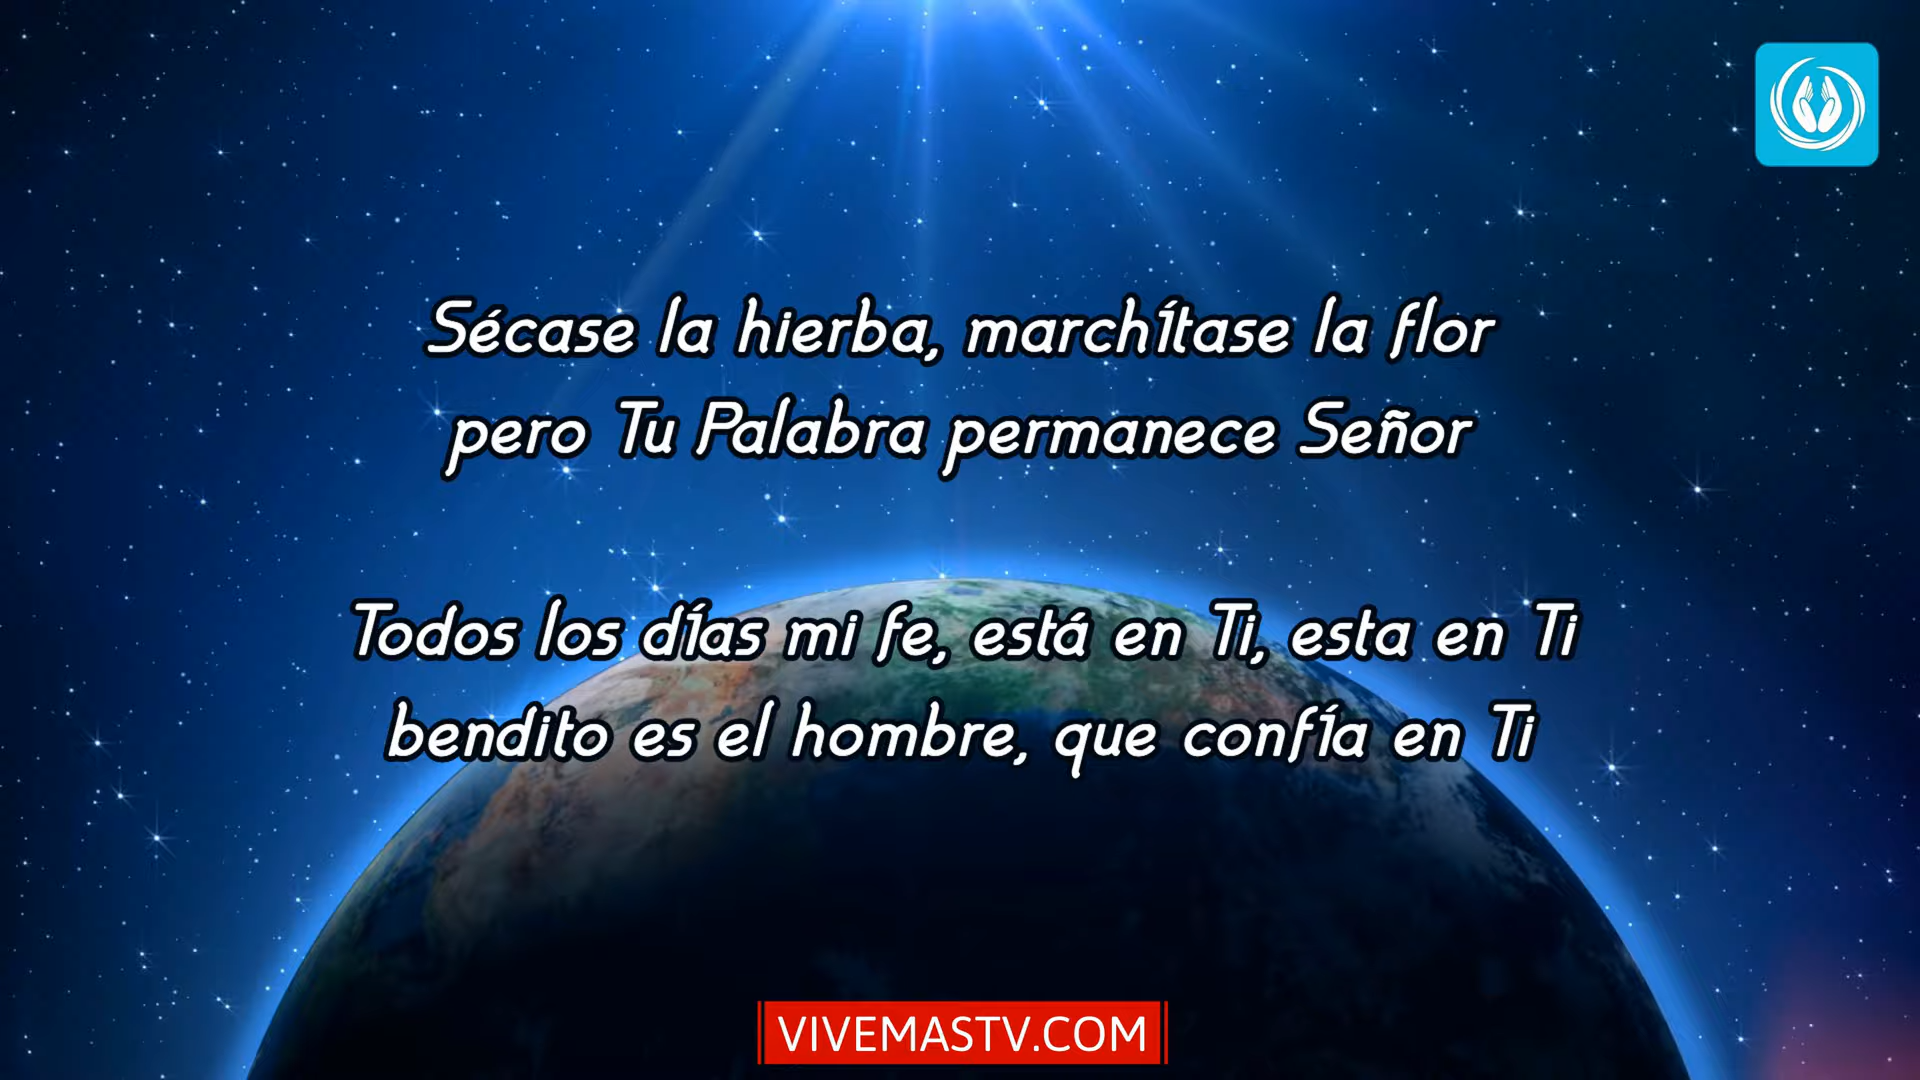 Sécase la hierba, marchítase la flor
pero Tu Palabra permanece Señor
Todos los días mi fe, está en Ti, esta en Ti
bendito es el hombre, que confía en Ti
VIVEMASTV.COM